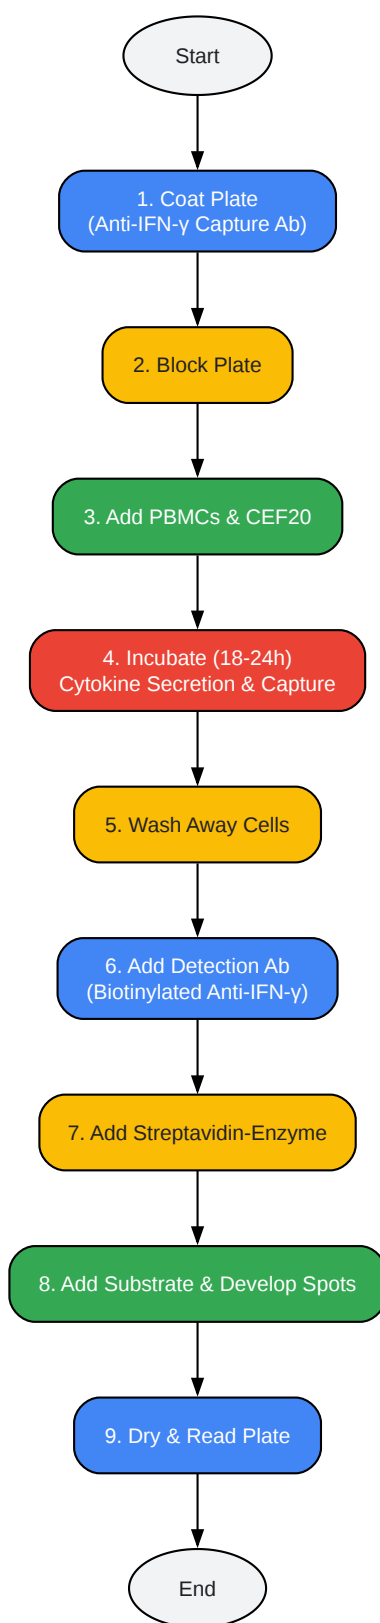 Start
1. Coat Plate
(Anti-IFN-γ Capture Ab)
2. Block Plate
3. Add PBMCs & CEF20
4. Incubate (18-24h)
Cytokine Secretion & Capture
5. Wash Away Cells
6. Add Detection Ab
(Biotinylated Anti-IFN-γ)
7. Add Streptavidin-Enzyme
8. Add Substrate & Develop Spots
9. Dry & Read Plate
End